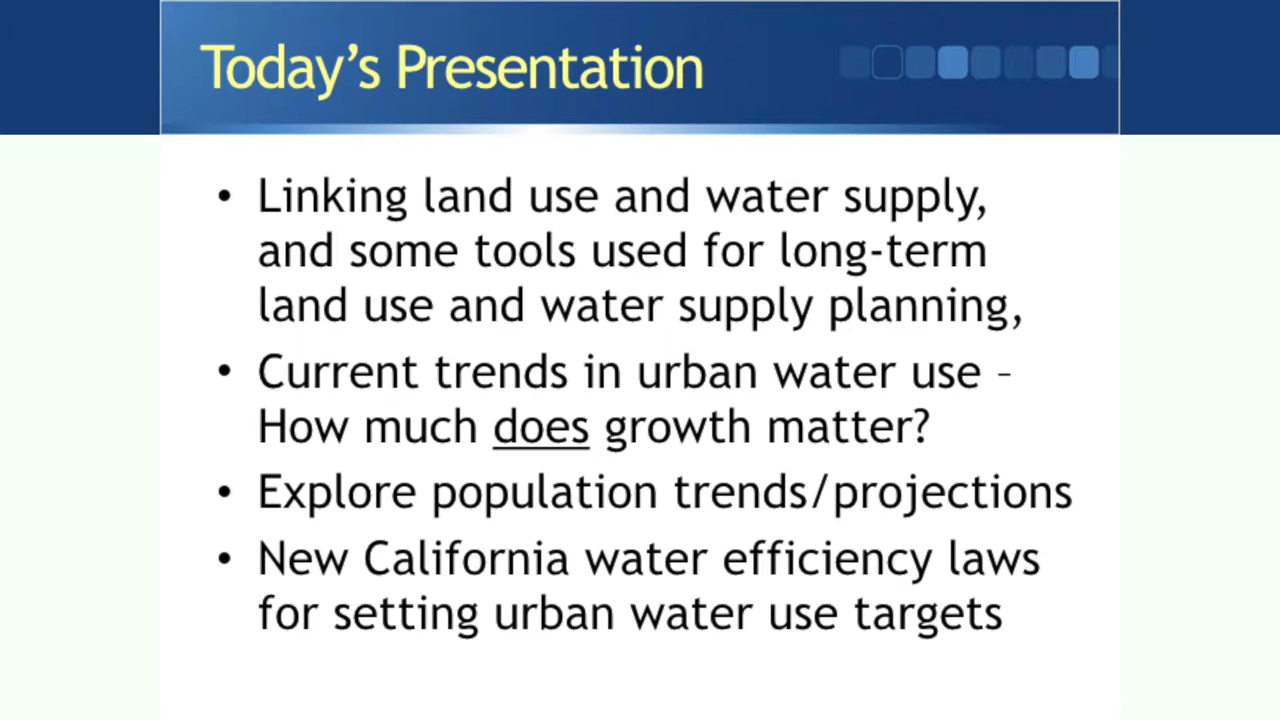 Today’s Presentation
• Linking land use and water supply,
and some tools used for long-term
land use and water supply planning,
• Current trends in urban water use –
How much does growth matter?
• Explore population trends/projections
• New California water efficiency laws
for setting urban water use targets